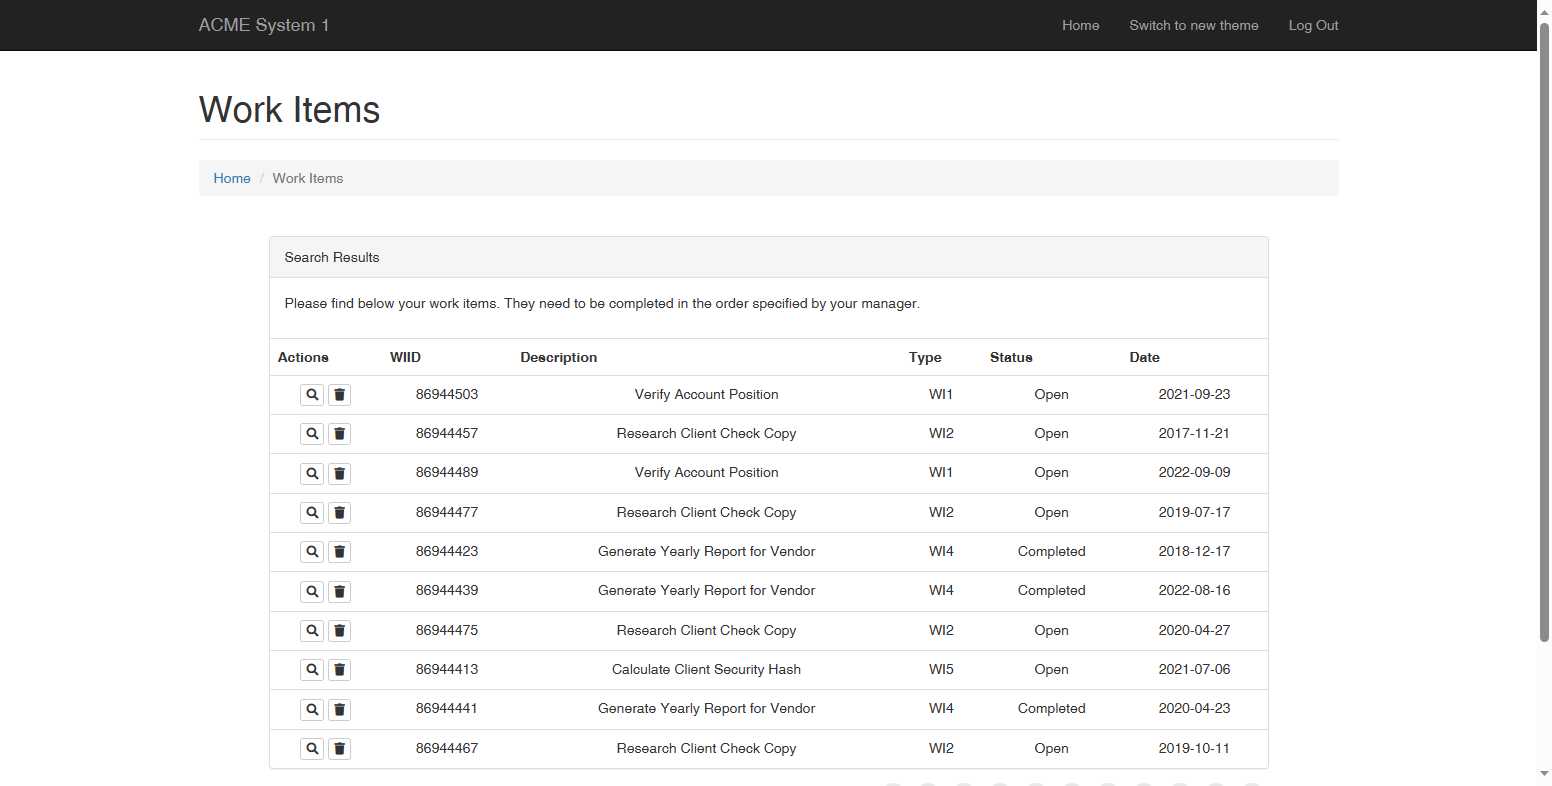 ACME System 1 Home Switch to new theme Log Out
Work Items
Home / Work Items
Search Results
Please find below your work items. They need to be completed in the order specified by your manager.
Actions WIID Description Type Status Date
86944503 Verify Account Position WI1 Open 2021-09-23
86944457 Research Client Check Copy WI2 Open 2017-11-21
86944489 Verify Account Position WI1 Open 2022-09-09
86944477 Research Client Check Copy WI2 Open 2019-07-17
86944423 Generate Yearly Report for Vendor WI4 Completed 2018-12-17
86944439 Generate Yearly Report for Vendor WI4 Completed 2022-08-16
86944475 Research Client Check Copy WI2 Open 2020-04-27
86944413 Calculate Client Security Hash WI5 Open 2021-07-06
86944441 Generate Yearly Report for Vendor WI4 Completed 2020-04-23
86944467 Research Client Check Copy WI2 Open 2019-10-11